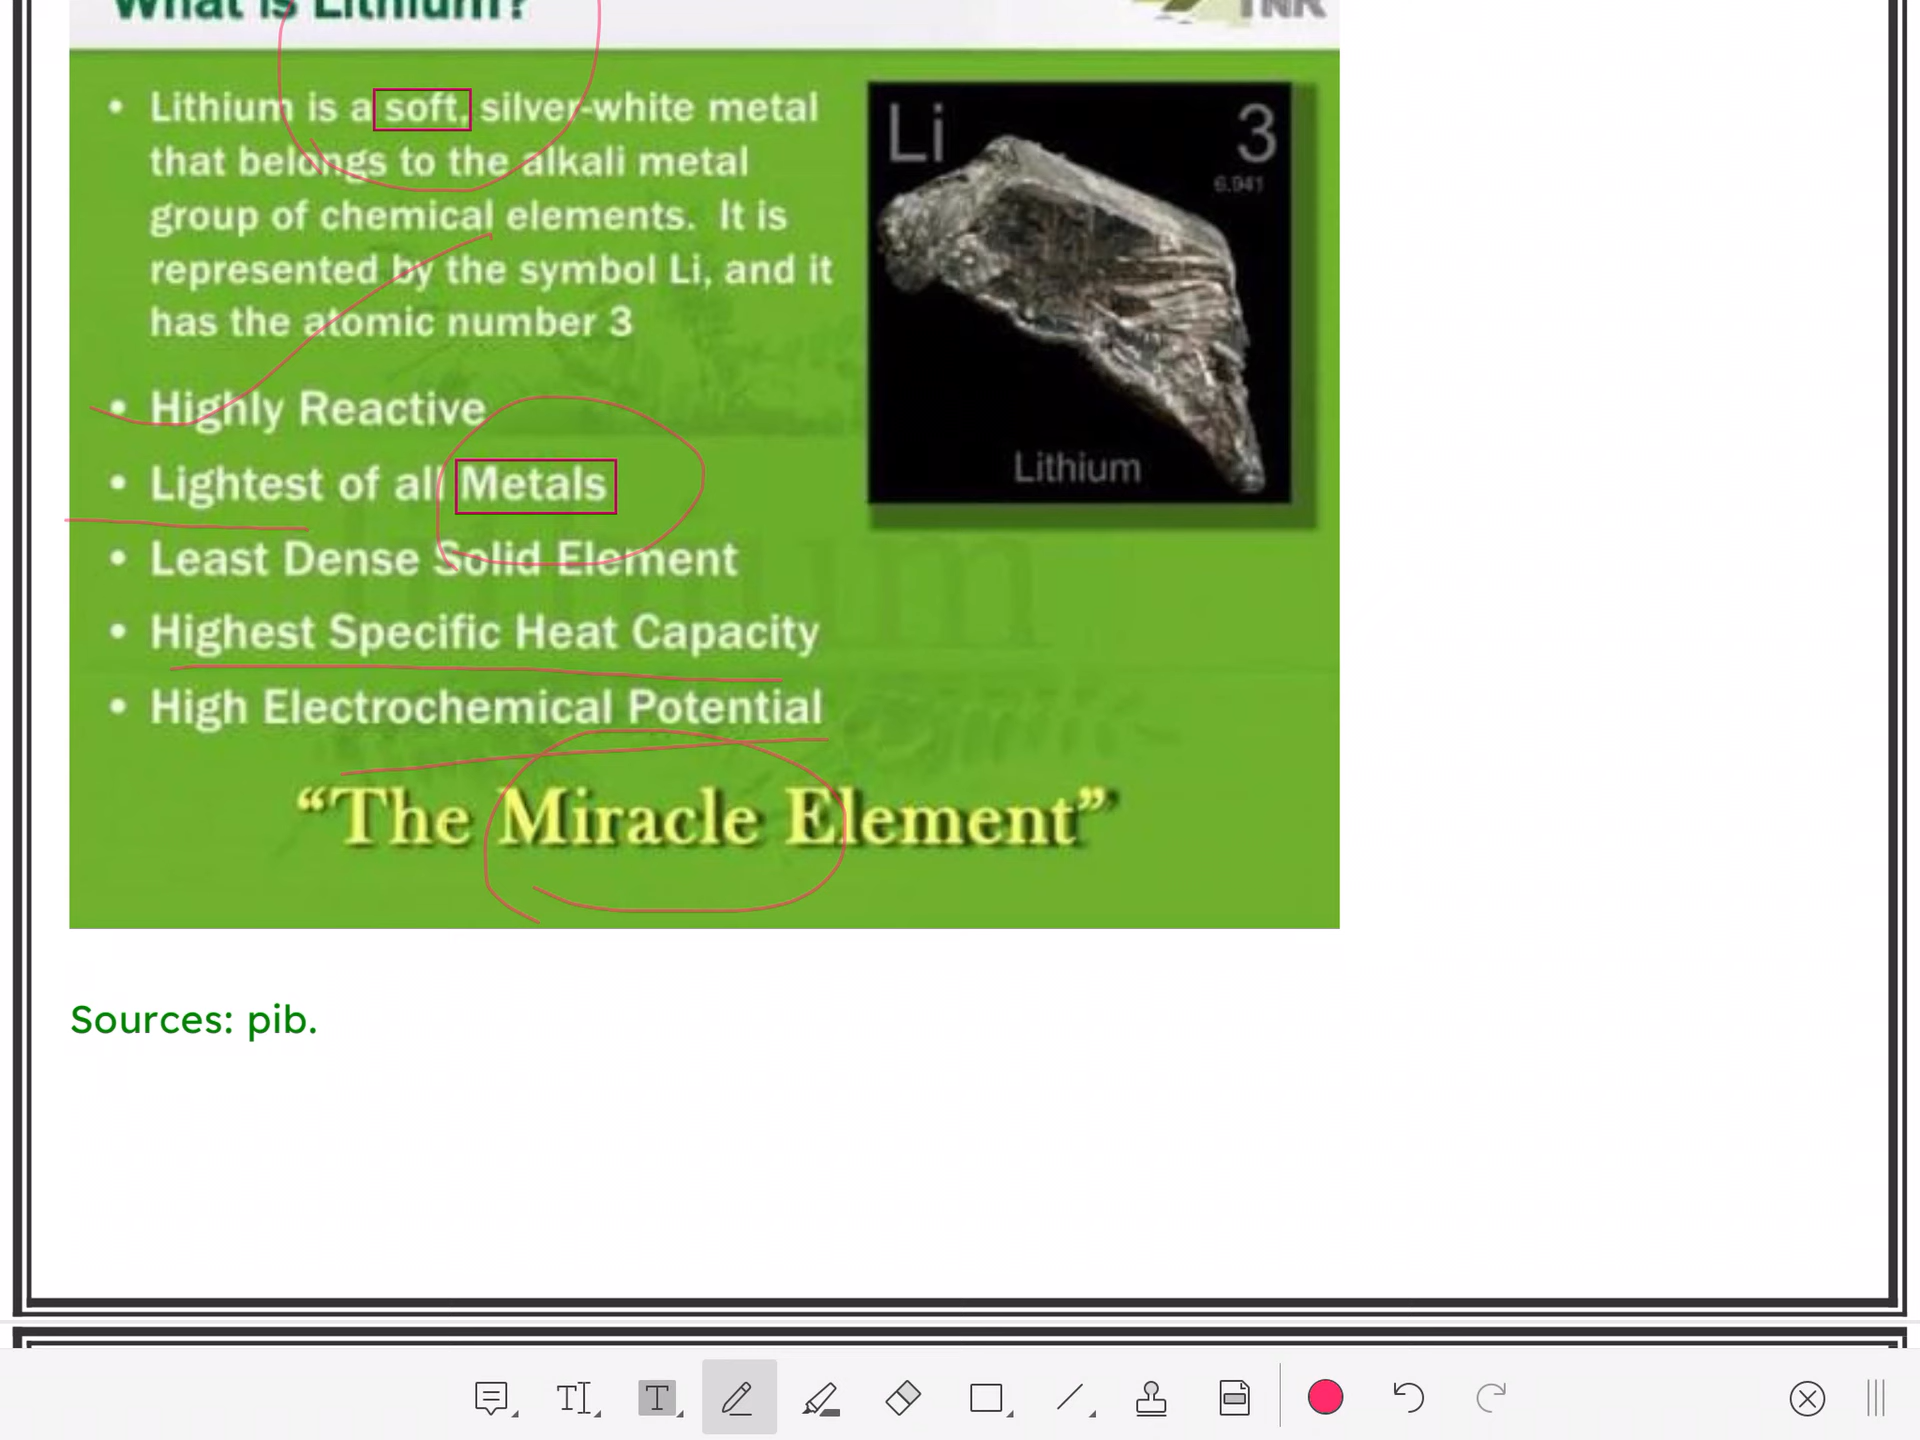 What is Lithium?
TNR
• Lithium is a soft, silver-white metal
that belongs to the alkali metal
group of chemical elements. It is
represented by the symbol Li, and it
has the atomic number 3
• Highly Reactive
• Lightest of all Metals
• Least Dense Solid Element
• Highest Specific Heat Capacity
• High Electrochemical Potential
“The Miracle Element”
Li 3
6.941
Lithium
Sources: pib.